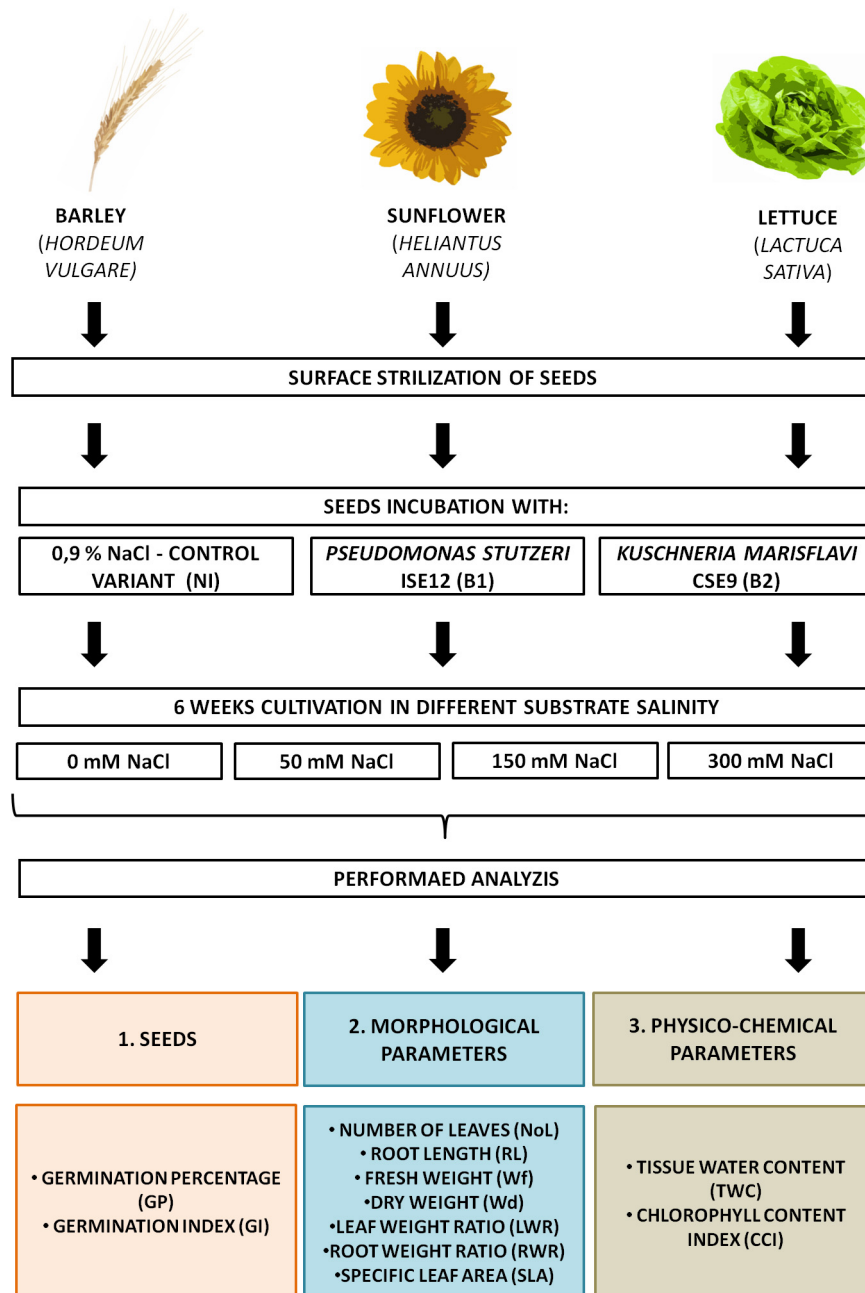 BARLEY
(HORDEUM
VULGARE)
SUNFLOWER
(HELIANTUS
ANNUUS)
LETTUCE
(LACTUCA
SATIVA)
SURFACE STRILIZATION OF SEEDS
SEEDS INCUBATION WITH:
0,9 % NaCl - CONTROL
VARIANT (NI)
PSEUDOMONAS STUTZERI
ISE12 (B1)
KUSCHNERIA MARISFLAVI
CSE9 (B2)
6 WEEKS CULTIVATION IN DIFFERENT SUBSTRATE SALINITY
0 mM NaCl
50 mM NaCl
150 mM NaCl
300 mM NaCl
PERFORMAED ANALYZIS
1. SEEDS
2. MORPHOLOGICAL
PARAMETERS
3. PHYSICO-CHEMICAL
PARAMETERS
• GERMINATION PERCENTAGE
(GP)
• GERMINATION INDEX (GI)
• NUMBER OF LEAVES (NoL)
• ROOT LENGTH (RL)
• FRESH WEIGHT (Wf)
• DRY WEIGHT (Wd)
•LEAF WEIGHT RATIO (LWR)
•ROOT WEIGHT RATIO (RWR)
•SPECIFIC LEAF AREA (SLA)
• TISSUE WATER CONTENT
(TWC)
• CHLOROPHYLL CONTENT
INDEX (CCI)